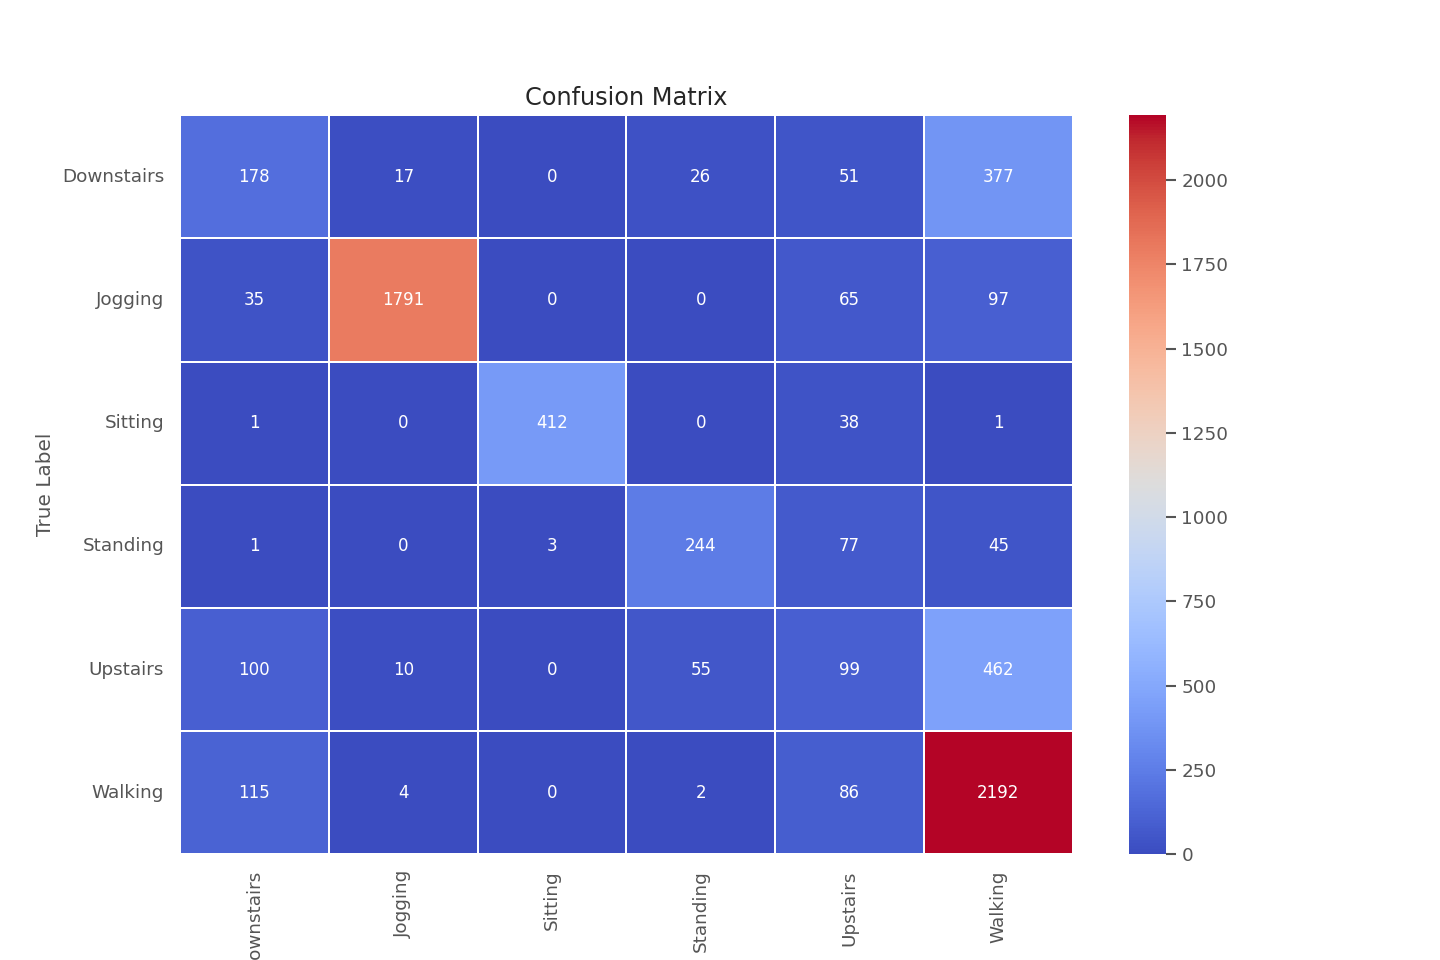 Confusion Matrix
Downstairs 178 17 0 26 51 377
Jogging 35 1791 0 0 65 97
Sitting 1 0 412 0 38 1
Standing 1 0 3 244 77 45
Upstairs 100 10 0 55 99 462
Walking 115 4 0 2 86 2192
True Label
ownstairs Jogging Sitting Standing Upstairs Walking
2000
1750
1500
1250
1000
750
500
250
0